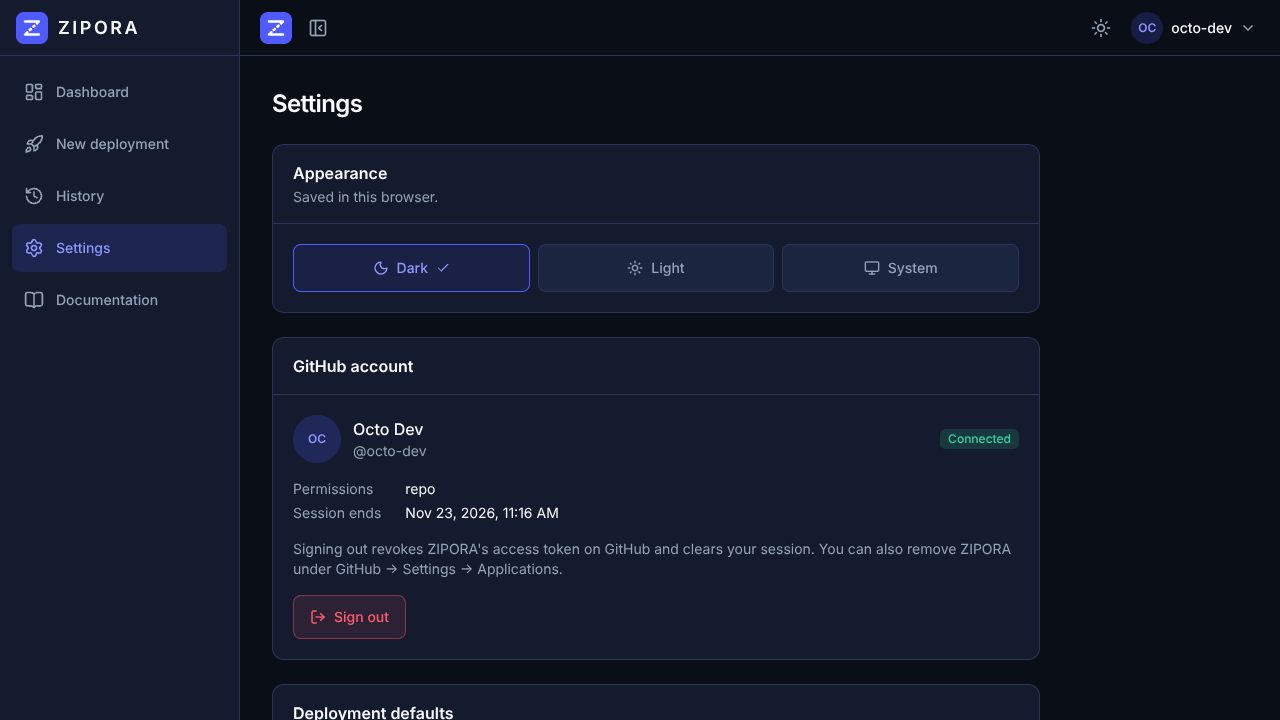 ZIPORA
OC octo-dev
Dashboard
New deployment
History
Settings
Documentation
Settings
Appearance
Saved in this browser.
Dark
Light
System
GitHub account
OC
Octo Dev
@octo-dev
Connected
Permissions repo
Session ends Nov 23, 2026, 11:16 AM
Signing out revokes ZIPORA's access token on GitHub and clears your session. You can also remove ZIPORA
under GitHub → Settings → Applications.
Sign out
Deployment defaults